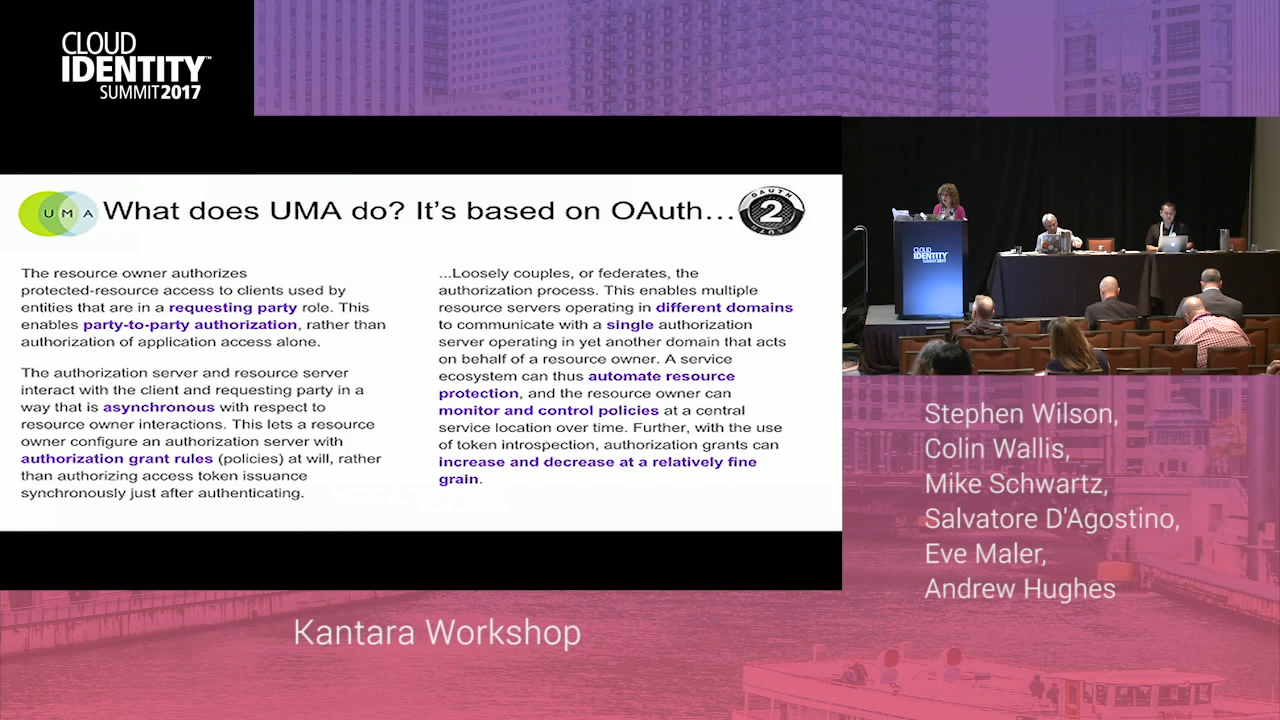 CLOUD
IDENTITY™
SUMMIT 2017
UMA
What does UMA do? It's based on OAuth...
OAUTH
2
OAUTH
The resource owner authorizes
protected-resource access to clients used by
entities that are in a requesting party role. This
enables party-to-party authorization, rather than
authorization of application access alone.
The authorization server and resource server
interact with the client and requesting party in a
way that is asynchronous with respect to
resource owner interactions. This lets a resource
owner configure an authorization server with
authorization grant rules (policies) at will, rather
than authorizing access token issuance
synchronously just after authenticating.
...Loosely couples, or federates, the
authorization process. This enables multiple
resource servers operating in different domains
to communicate with a single authorization
server operating in yet another domain that acts
on behalf of a resource owner. A service
ecosystem can thus automate resource
protection, and the resource owner can
monitor and control policies at a central
service location over time. Further, with the use
of token introspection, authorization grants can
increase and decrease at a relatively fine
grain.
CLOUD
IDENTITY
SUMMIT 2017
Stephen Wilson,
Colin Wallis,
Mike Schwartz,
Salvatore D'Agostino,
Eve Maler,
Andrew Hughes
Kantara Workshop